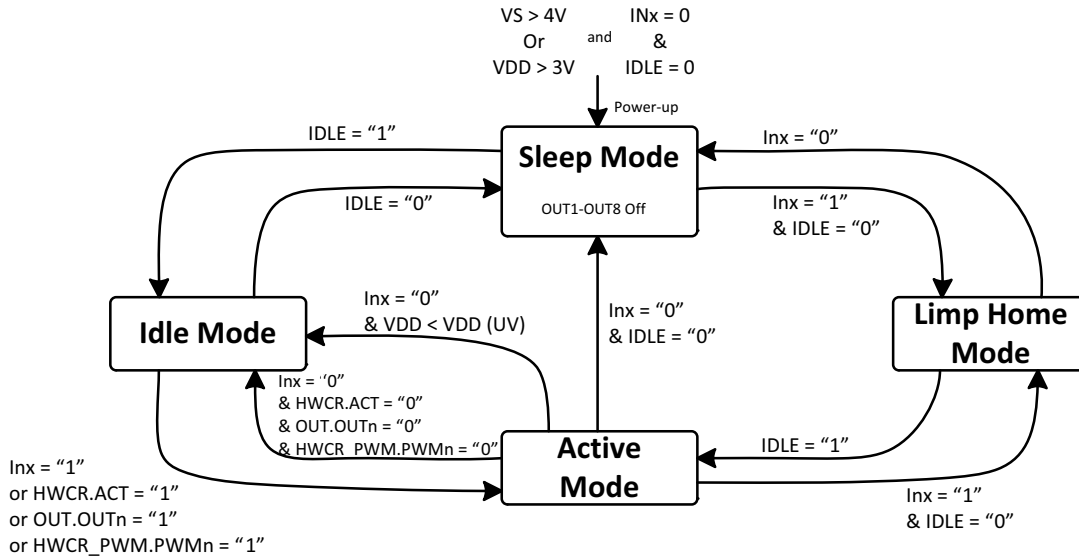 VS > 4V
Or
VDD > 3V
and
INx = 0
&
IDLE = 0
Power-up
IDLE = “1”
Sleep Mode
OUT1-OUT8 Off
Inx = “0”
IDLE = “0”
Inx = “1”
& IDLE = “0”
Idle Mode
Inx = “0”
& VDD < VDD (UV)
Inx = “0”
& IDLE = “0”
Limp Home
Mode
Inx = “0”
& HWCR.ACT = “0”
& OUT.OUTn = “0”
& HWCR_PWM.PWMn = “0”
Active
Mode
IDLE = “1”
Inx = “1”
or HWCR.ACT = “1”
or OUT.OUTn = “1”
or HWCR_PWM.PWMn = “1”
Inx = “1”
& IDLE = “0”